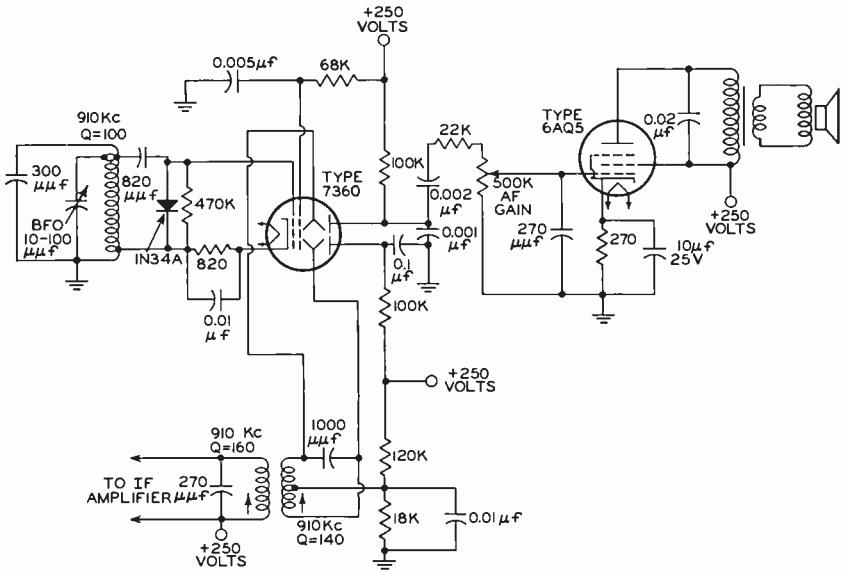 +250
VOLTS
0.005µf
68K
910Kc
Q=100
300
µµf
820
µµf
BFO
10-100
µµf
1N34A
470K
820
0.01
µf
TYPE
7360
100K
22K
0.002
µf
500K
AF
GAIN
0.001
µf
0.1
µf
100K
270
µµf
TYPE
6AQ5
0.02
µf
+250
VOLTS
270
10µf
25V
+250
VOLTS
910 Kc
Q=160
1000
µµf
120K
TO IF
AMPLIFIER
270
µµf
18K
0.01µf
910Kc
Q=140
+250
VOLTS